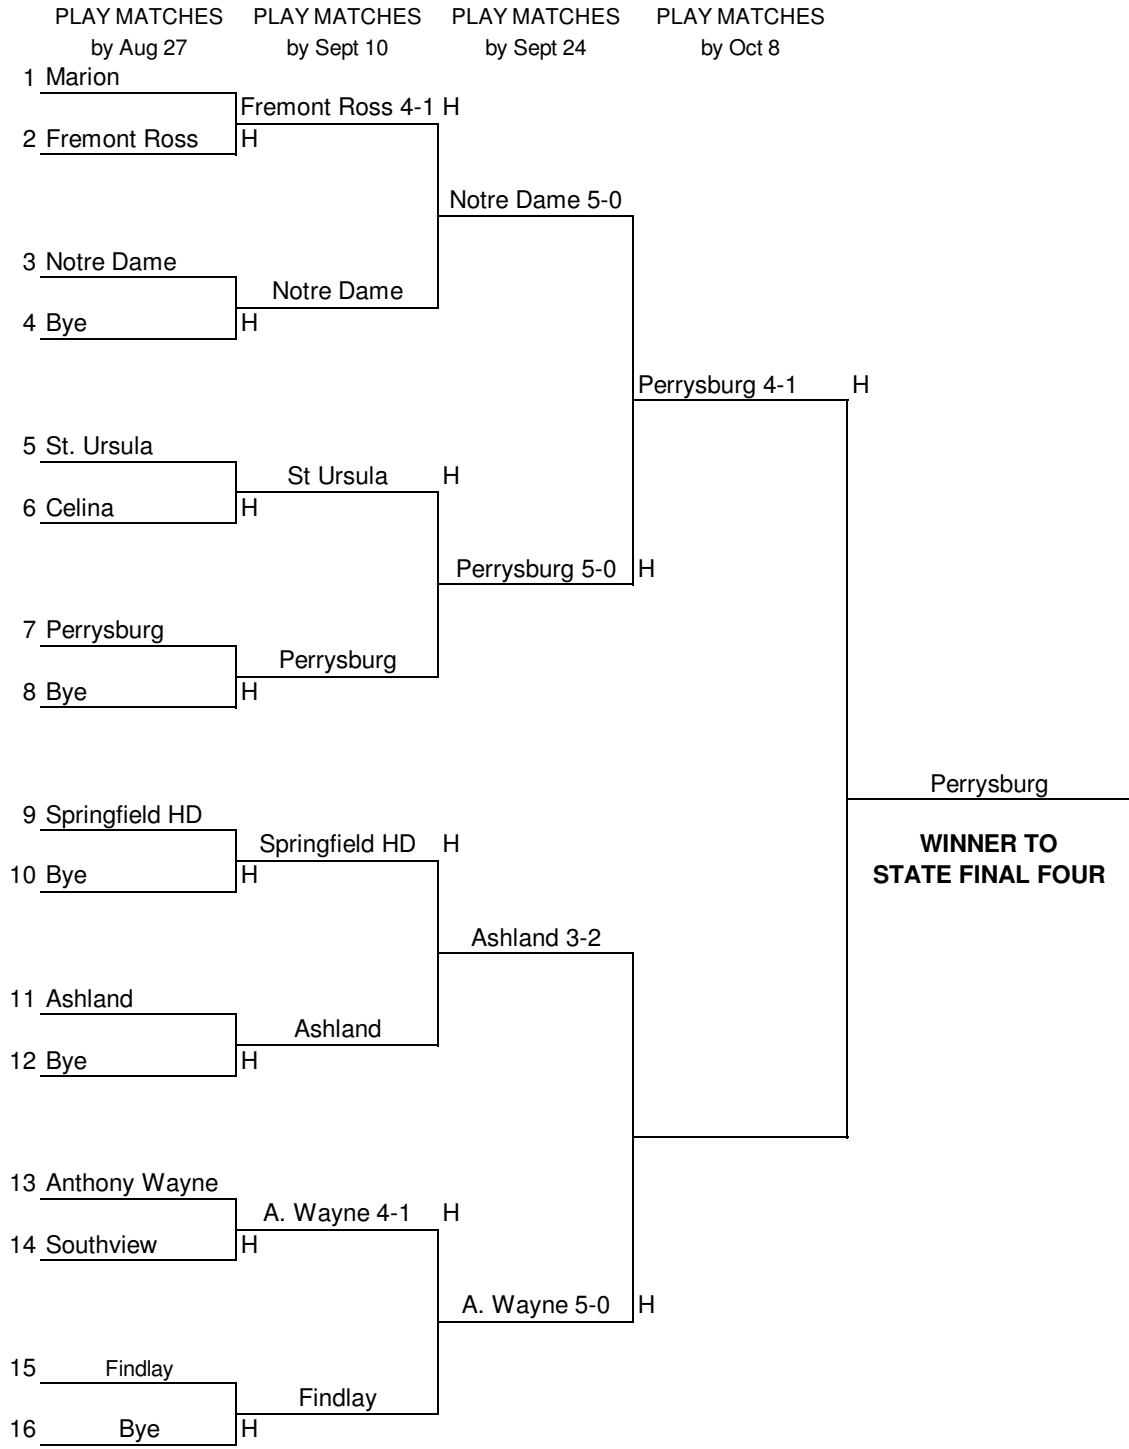 PLAY MATCHES PLAY MATCHES PLAY MATCHES PLAY MATCHES
by Aug 27 by Sept 10 by Sept 24 by Oct 8
1 Marion
Fremont Ross 4-1 H
2 Fremont Ross H
Notre Dame 5-0
3 Notre Dame
Notre Dame
4 Bye H
Perrysburg 4-1 H
5 St. Ursula
St Ursula H
6 Celina H
Perrysburg 5-0 H
7 Perrysburg
Perrysburg
8 Bye H
Perrysburg
9 Springfield HD
Springfield HD H
WINNER TO
10 Bye H
STATE FINAL FOUR
Ashland 3-2
11 Ashland
Ashland
12 Bye H
13 Anthony Wayne
A. Wayne 4-1 H
14 Southview H
A. Wayne 5-0 H
15 Findlay
Findlay
16 Bye H